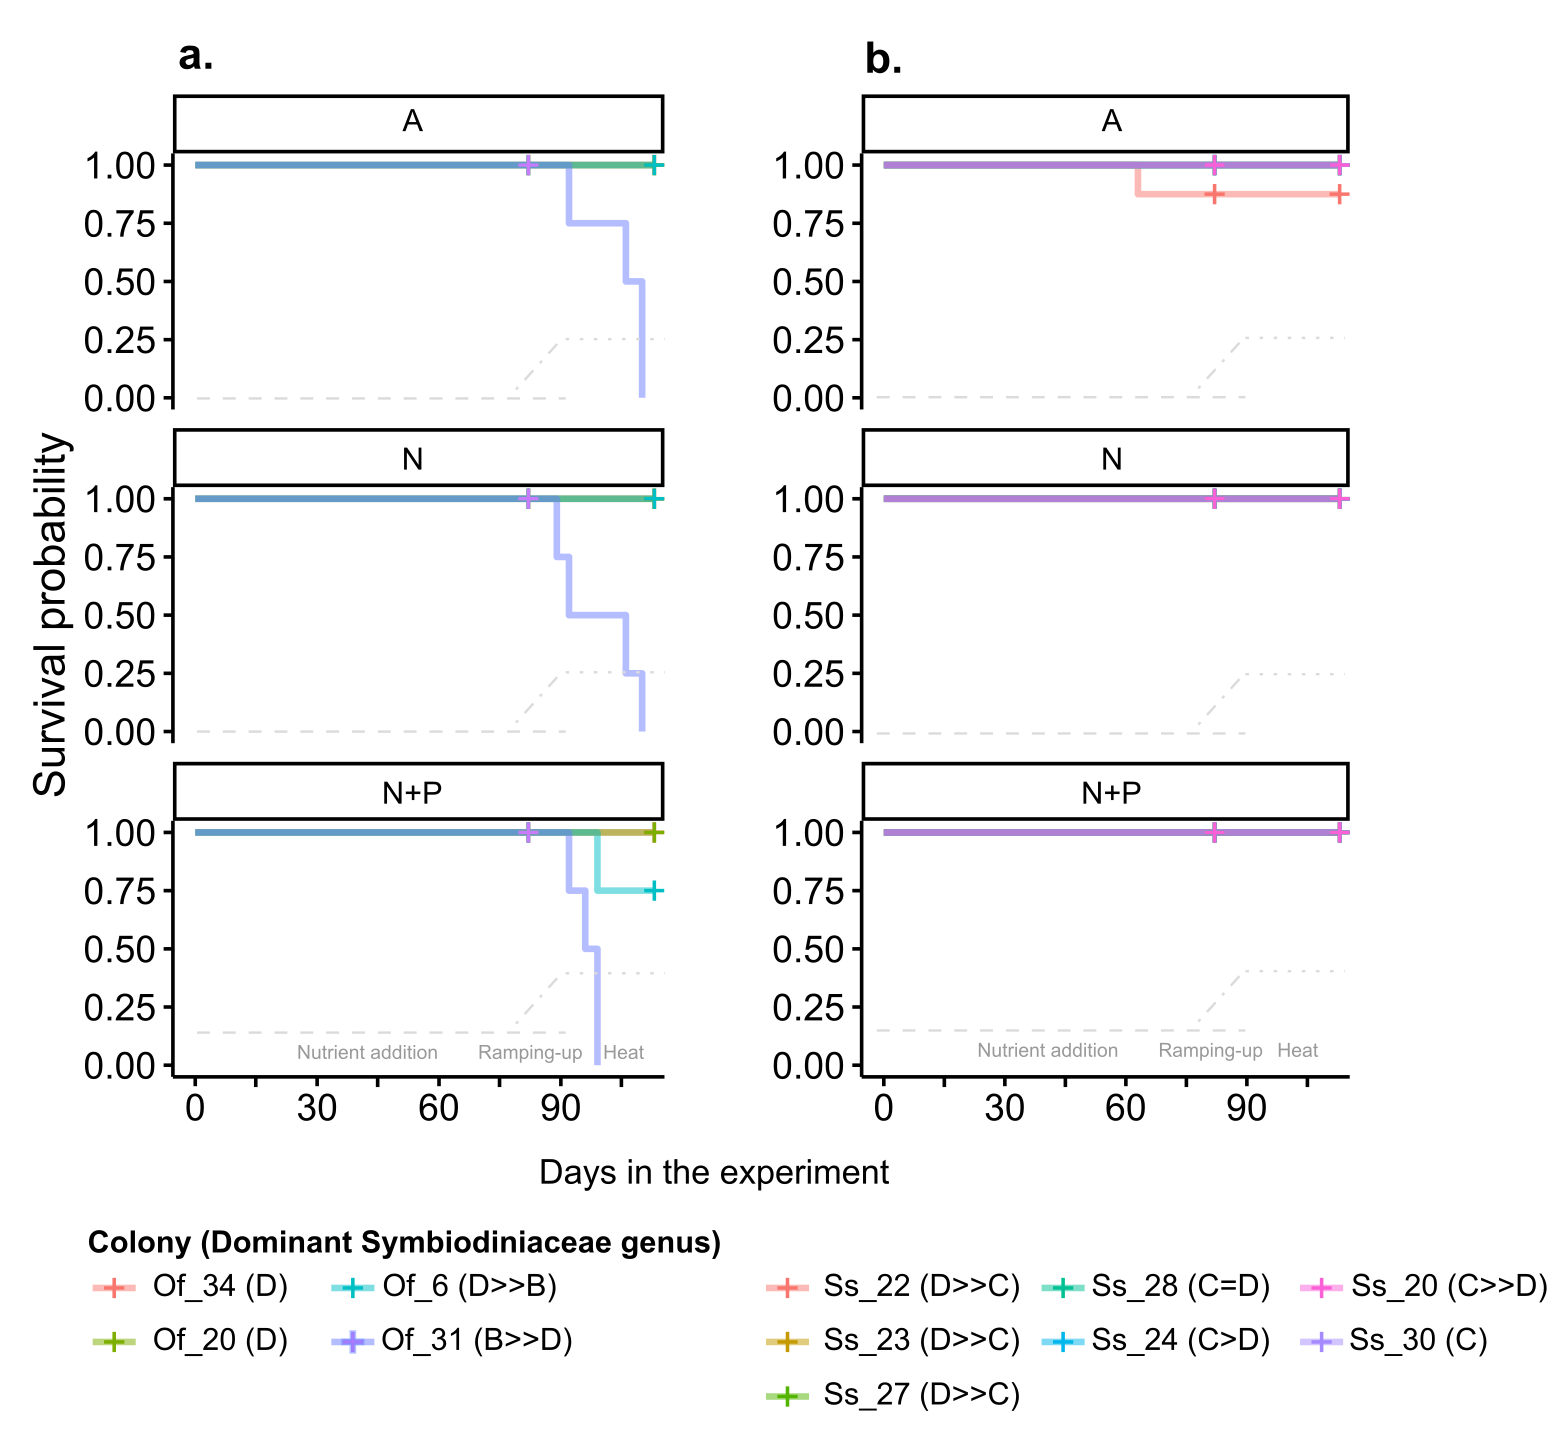 a.
A
1.00
0.75
0.50
0.25
0.00
N
1.00
0.75
0.50
0.25
0.00
N+P
1.00
0.75
0.50
0.25
0.00
Nutrient addition Ramping-up Heat
0 30 60 90
b.
A
1.00
0.75
0.50
0.25
0.00
N
1.00
0.75
0.50
0.25
0.00
N+P
1.00
0.75
0.50
0.25
0.00
Nutrient addition Ramping-up Heat
0 30 60 90
Survival probability
Days in the experiment
Colony (Dominant Symbiodiniaceae genus)
Of_34 (D) Of_6 (D>>B)
Of_20 (D) Of_31 (B>>D)
Ss_22 (D>>C) Ss_28 (C=D) Ss_20 (C>>D)
Ss_23 (D>>C) Ss_24 (C>D) Ss_30 (C)
Ss_27 (D>>C)